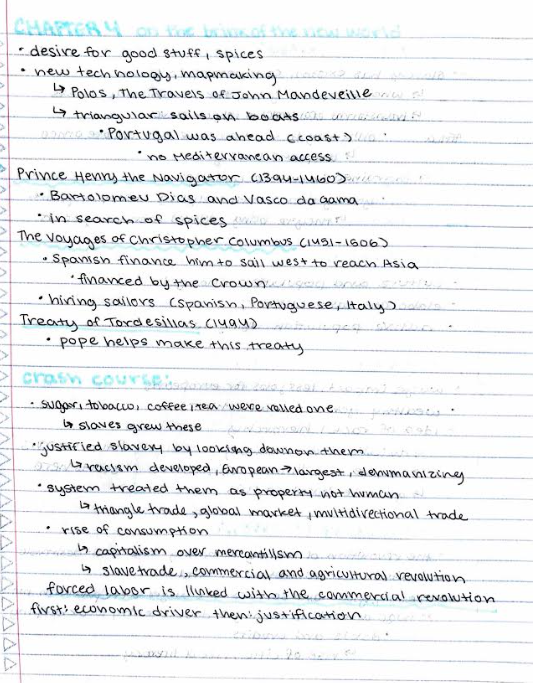 CHAPTER 4 on the brink of the new world
• desire for good stuff, spices
• new technology, mapmaking
↳ Polos, The Travels of John Mandeveille
↳ triangular sails on boats
• Portugal was ahead (coast)
• no Mediterranean access
Prince Henry the Navigator (1394-1460)
• Bartolomeu Dias and Vasco da Gama
• in search of spices
The Voyages of Christopher Columbus (1451-1506)
• Spanish finance him to sail west to reach Asia
• financed by the Crown
• hiring sailors (Spanish, Portuguese, Italy)
Treaty of Tordesillas (1494)
• pope helps make this treaty
crash course:
• sugar, tobacco, coffee, tea were valled one
↳ slaves grew these
• justified slavery by looking down on them
↳ racism developed, European → largest, dehumanizing
• system treated them as property not human
↳ triangle trade, global market, multidirectional trade
• rise of consumption
↳ capitalism over mercantilism
↳ slave trade, commercial and agricultural revolution
forced labor is linked with the commercial revolution
first: economic driver then: justification